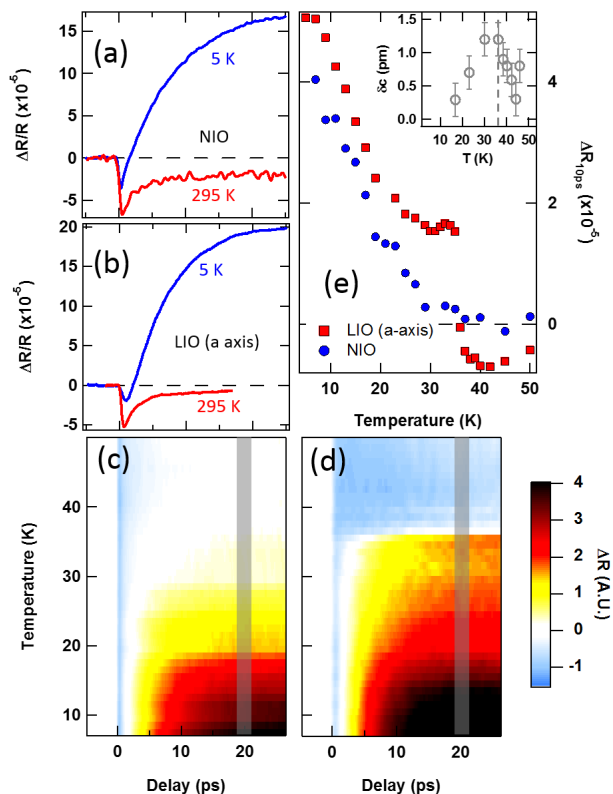 (a)
15
10
5
0
-5
ΔR/R (x10⁻⁵)
5 K
NIO
295 K
(b)
20
15
10
5
0
-5
ΔR/R (x10⁻⁵)
5 K
LIO (a axis)
295 K
1.5
1.0
0.5
0.0
δc (pm)
10 20 30 40 50
T (K)
4
2
0
ΔR10ps (x10⁻⁵)
(e)
LIO (a-axis)
NIO
10 20 30 40 50
Temperature (K)
(c)
40
30
20
10
Temperature (K)
0 10 20
Delay (ps)
(d)
0 10 20
Delay (ps)
4
3
2
1
0
-1
ΔR (A.U.)